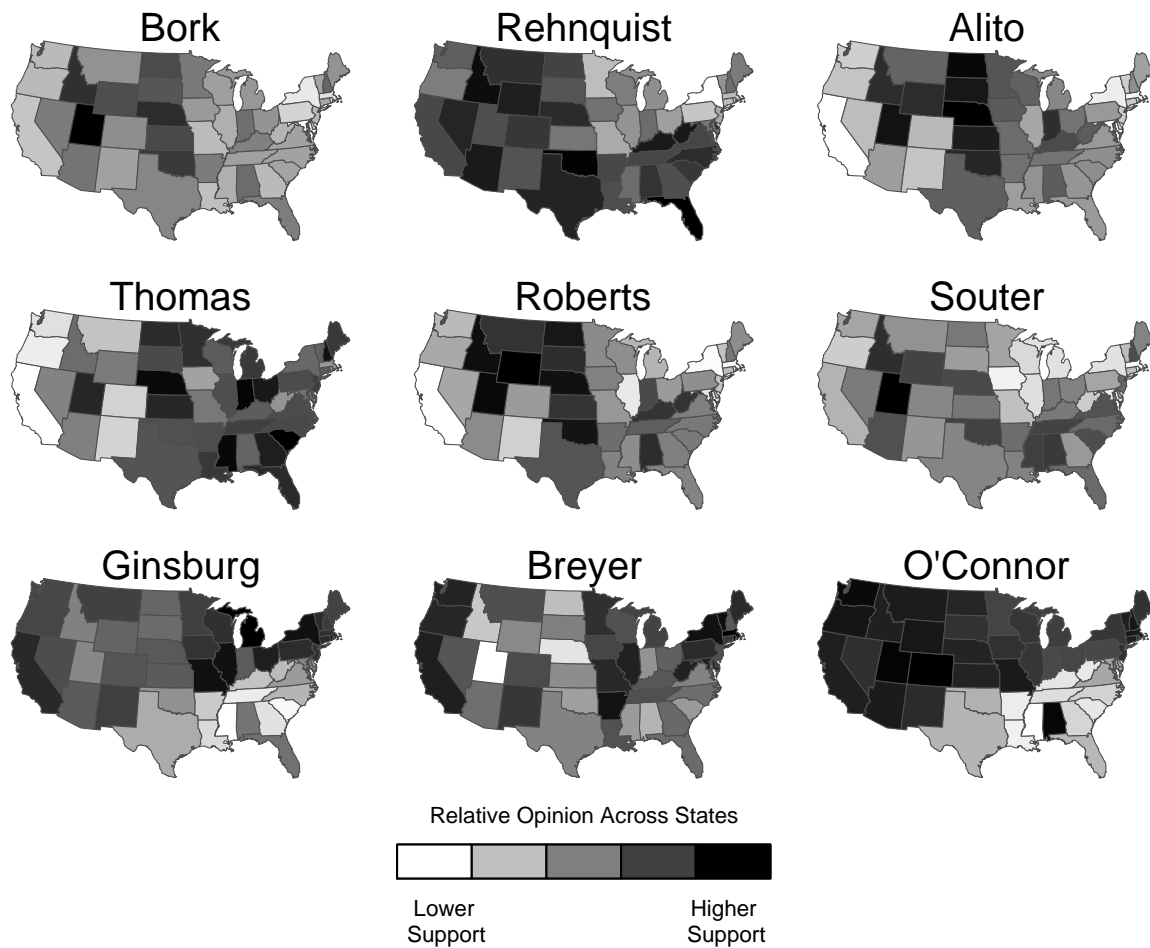 Bork
Rehnquist
Alito
Thomas
Roberts
Souter
Ginsburg
Breyer
O'Connor
Relative Opinion Across States
Lower
Support
Higher
Support